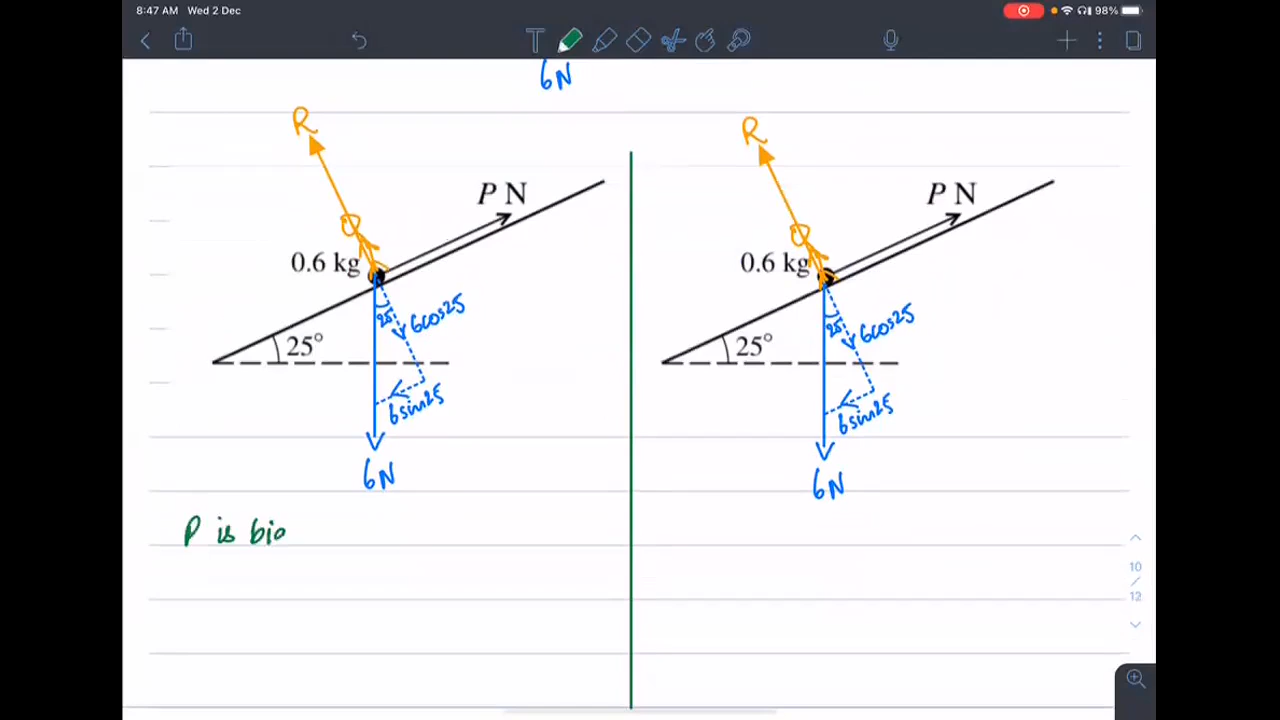 8:47 AM Wed 2 Dec
98%
6N
R
P N
0.6 kg
25
6cos25
25°
6sin25
6N
P is bio
R
P N
0.6 kg
25
6cos25
25°
6sin25
6N
10
/
12